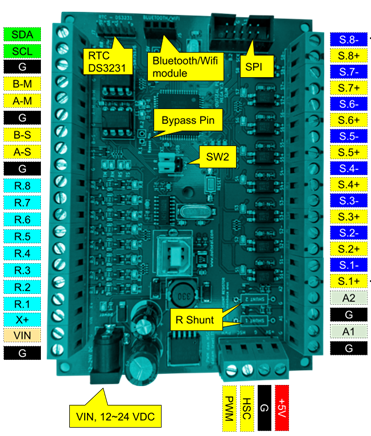 SDA
SCL
G
B-M
A-M
G
B-S
A-S
G
R.8
R.7
R.6
R.5
R.4
R.3
R.2
R.1
X+
VIN
G
RTC
DS3231
Bluetooth/Wifi
module
SPI
Bypass Pin
SW2
R Shunt
VIN, 12~24 VDC
PWM
HSC
G
+5V
S.8-
S.8+
S.7-
S.7+
S.6-
S.6+
S.5-
S.5+
S.4-
S.4+
S.3-
S.3+
S.2-
S.2+
S.1-
S.1+
A2
G
A1
G